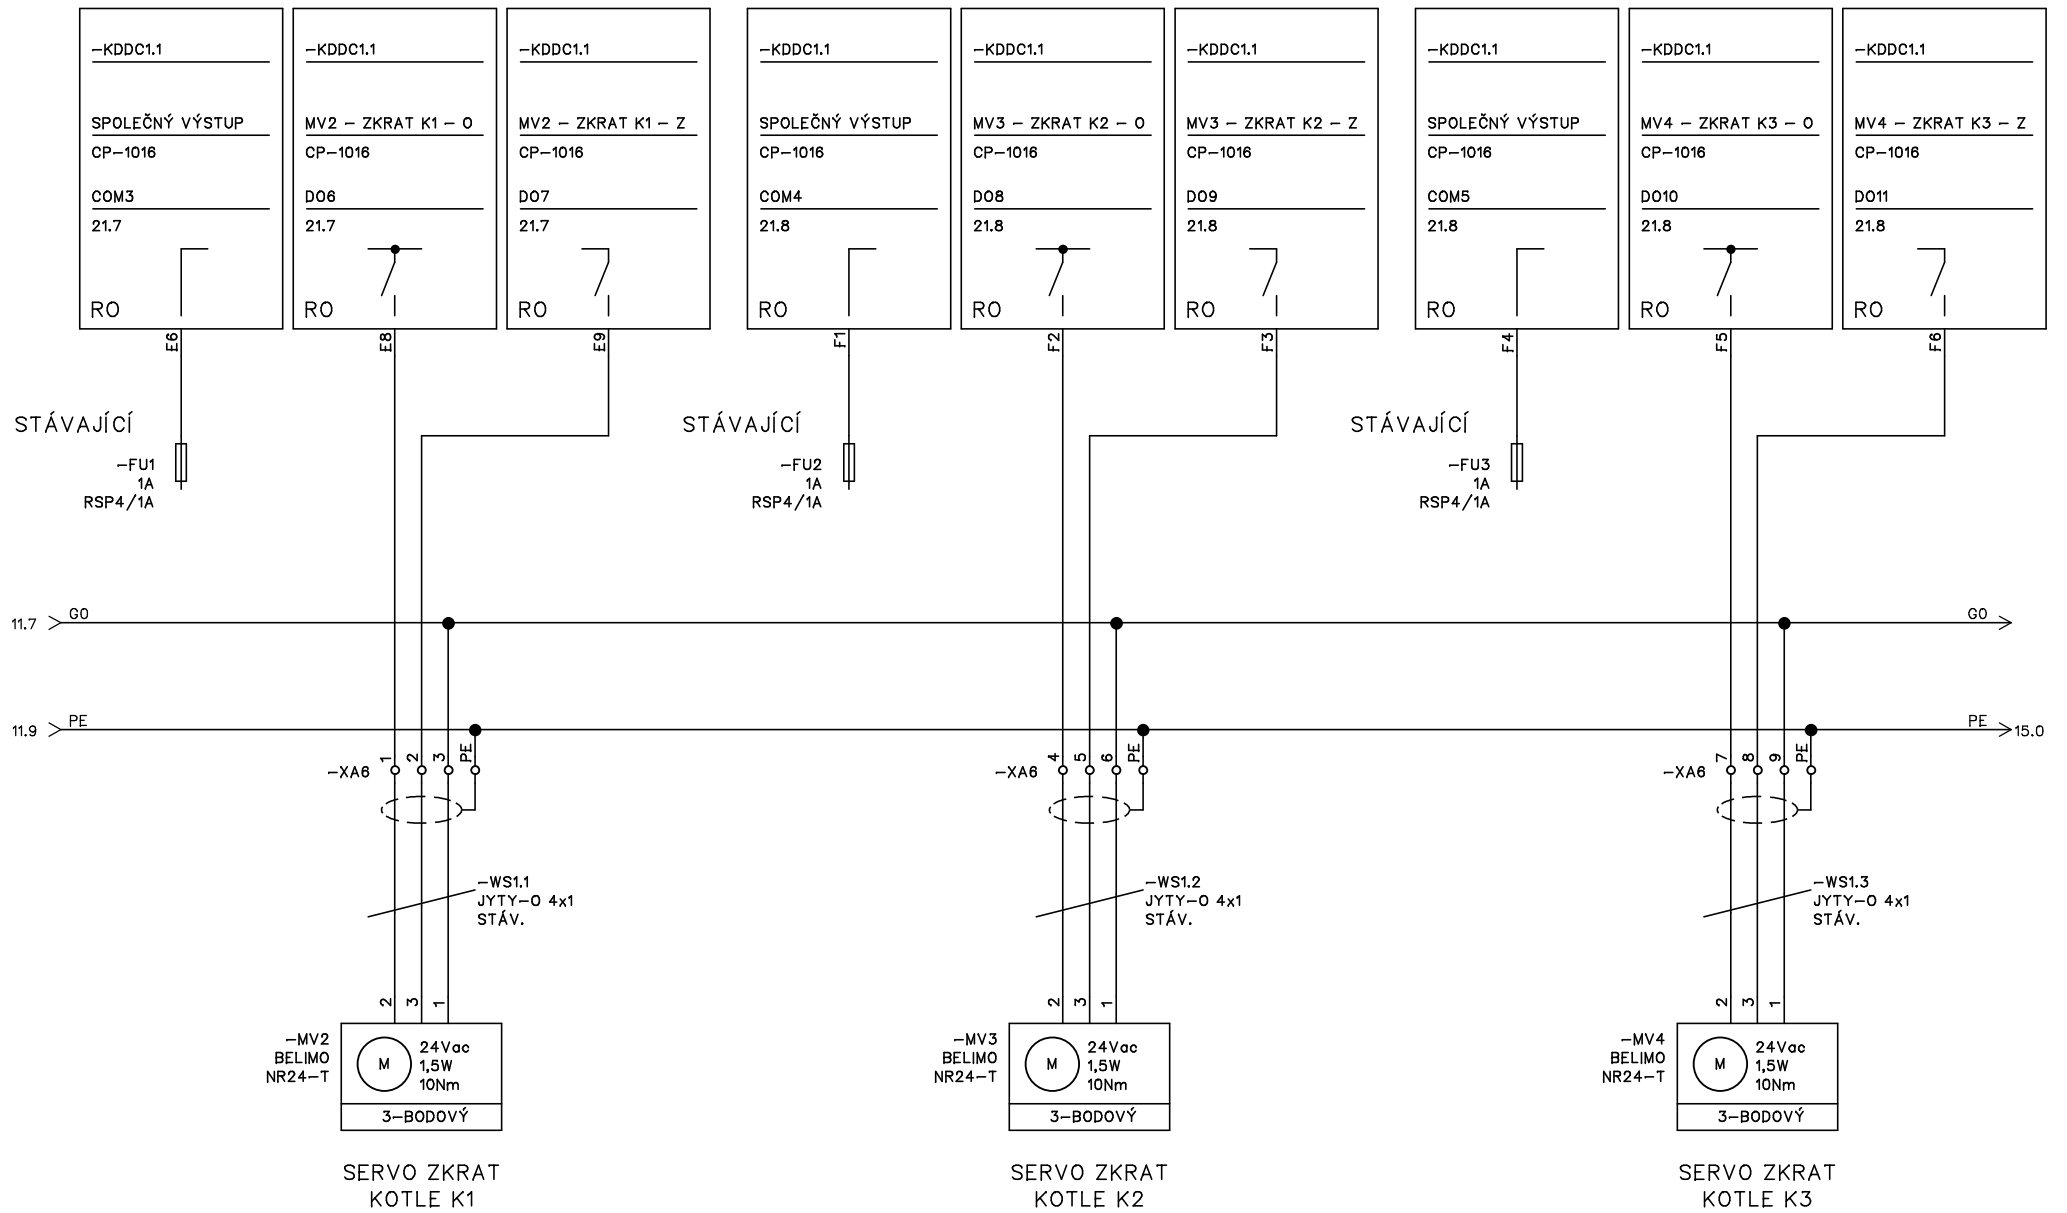 -KDDC1.1
SPOLEČNÝ VÝSTUP
CP-1016
COM3
21.7
RO
E6
-KDDC1.1
MV2 - ZKRAT K1 - O
CP-1016
DO6
21.7
RO
E8
-KDDC1.1
MV2 - ZKRAT K1 - Z
CP-1016
DO7
21.7
RO
E9
-KDDC1.1
SPOLEČNÝ VÝSTUP
CP-1016
COM4
21.8
RO
F1
-KDDC1.1
MV3 - ZKRAT K2 - O
CP-1016
DO8
21.8
RO
F2
-KDDC1.1
MV3 - ZKRAT K2 - Z
CP-1016
DO9
21.8
RO
F3
-KDDC1.1
SPOLEČNÝ VÝSTUP
CP-1016
COM5
21.8
RO
F4
-KDDC1.1
MV4 - ZKRAT K3 - O
CP-1016
DO10
21.8
RO
F5
-KDDC1.1
MV4 - ZKRAT K3 - Z
CP-1016
DO11
21.8
RO
F6
STÁVAJÍCÍ
-FU1
1A
RSP4/1A
STÁVAJÍCÍ
-FU2
1A
RSP4/1A
STÁVAJÍCÍ
-FU3
1A
RSP4/1A
11.7 G0 G0
11.9 PE PE 15.0
-XA6 1 2 3 PE
-XA6 4 5 6 PE
-XA6 7 8 9 PE
-WS1.1
JYTY-O 4x1
STÁV.
-WS1.2
JYTY-O 4x1
STÁV.
-WS1.3
JYTY-O 4x1
STÁV.
2 3 1
-MV2
BELIMO
NR24-T
M
24Vac
1,5W
10Nm
3-BODOVÝ
SERVO ZKRAT
KOTLE K1
2 3 1
-MV3
BELIMO
NR24-T
M
24Vac
1,5W
10Nm
3-BODOVÝ
SERVO ZKRAT
KOTLE K2
2 3 1
-MV4
BELIMO
NR24-T
M
24Vac
1,5W
10Nm
3-BODOVÝ
SERVO ZKRAT
KOTLE K3